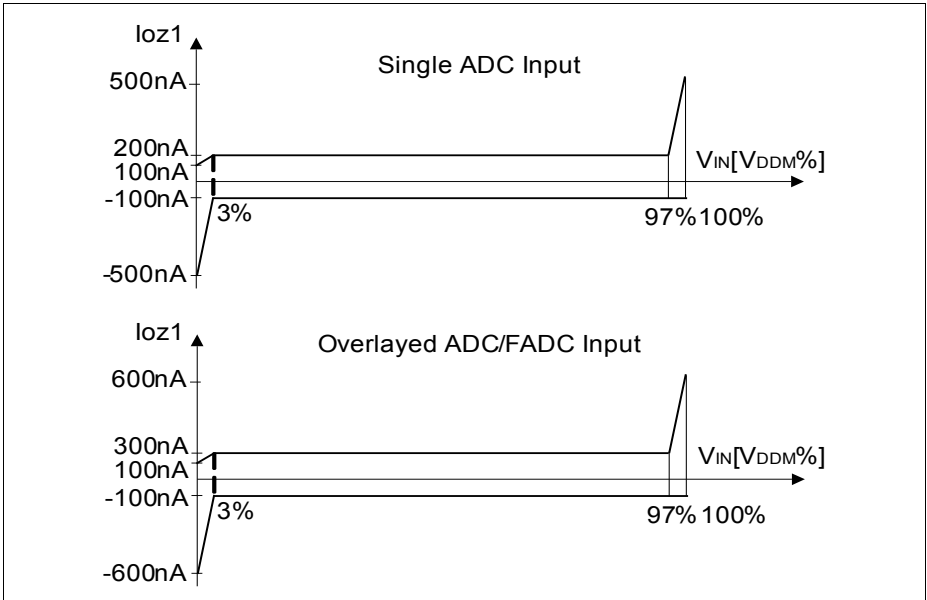 Ioz1
Single ADC Input
500nA
200nA
100nA
VIN[VDDM%]
-100nA
3%
97% 100%
-500nA
Ioz1
Overlayed ADC/FADC Input
600nA
300nA
100nA
VIN[VDDM%]
-100nA
3%
97% 100%
-600nA